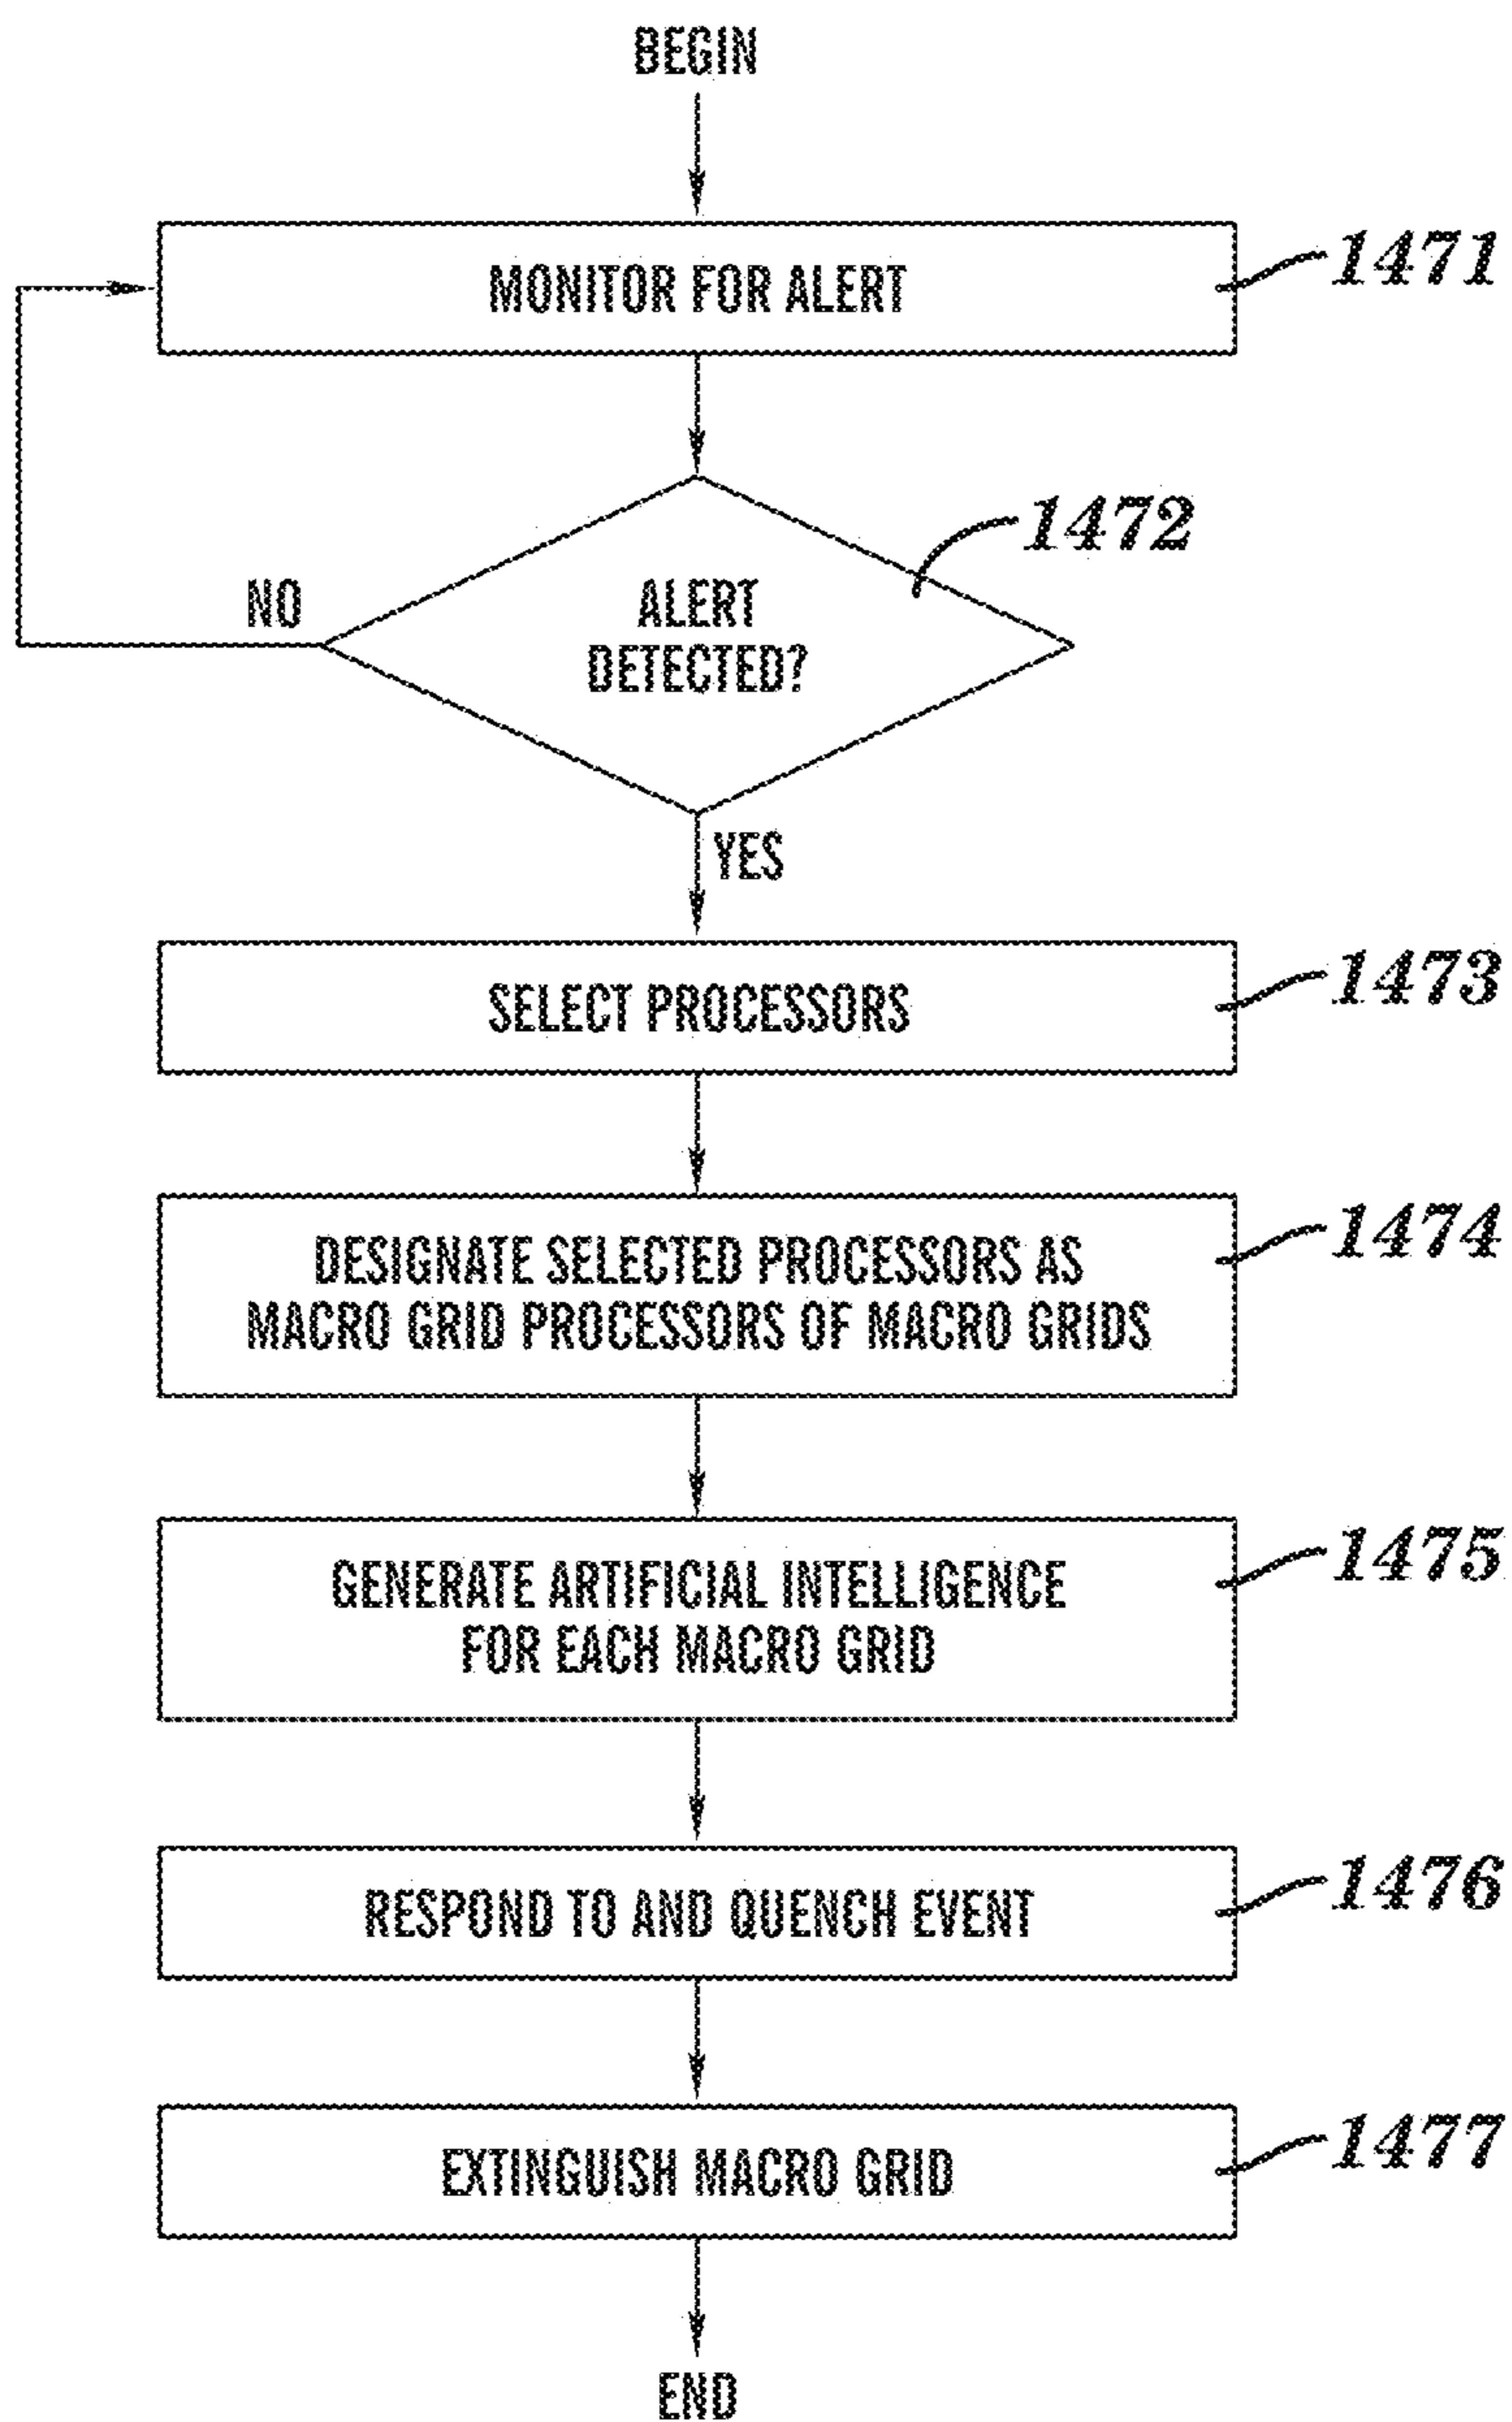 BEGIN
MONITOR FOR ALERT
1471
1472
NO
ALERT
DETECTED?
YES
SELECT PROCESSORS
1473
DESIGNATE SELECTED PROCESSORS AS
MACRO GRID PROCESSORS OF MACRO GRIDS
1474
GENERATE ARTIFICIAL INTELLIGENCE
FOR EACH MACRO GRID
1475
RESPOND TO AND QUENCH EVENT
1476
EXTINGUISH MACRO GRID
1477
END